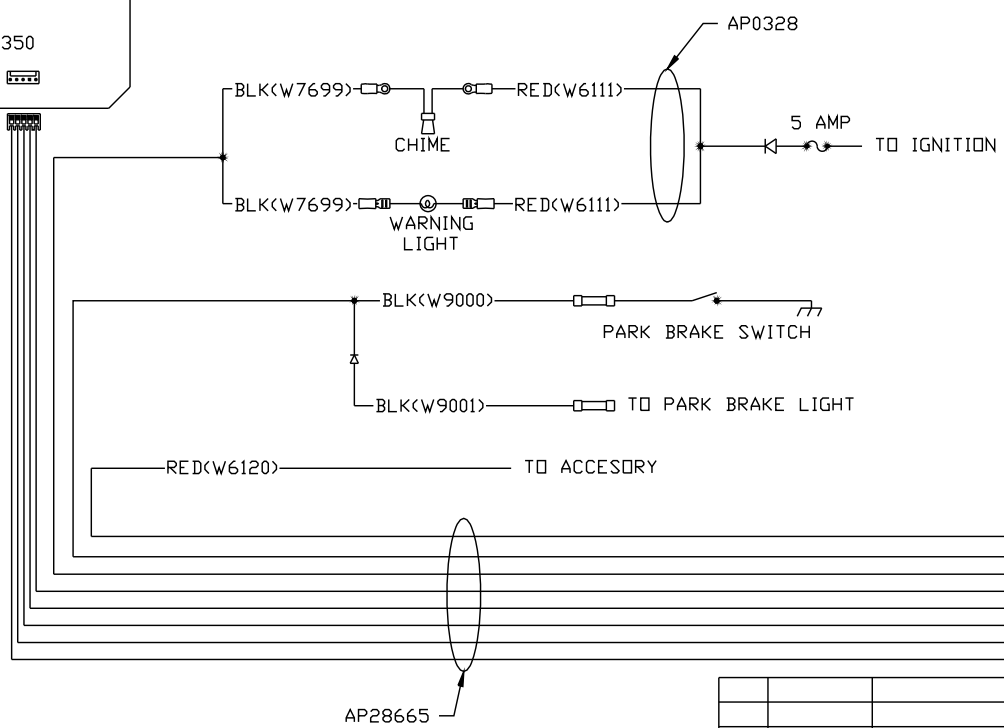 AP0328
350
BLK(W7699)
RED(W6111)
5 AMP
CHIME
TO IGNITION
BLK(W7699)
RED(W6111)
WARNING
LIGHT
BLK(W9000)
PARK BRAKE SWITCH
BLK(W9001)
TO PARK BRAKE LIGHT
RED(W6120)
TO ACCESORY
AP28665